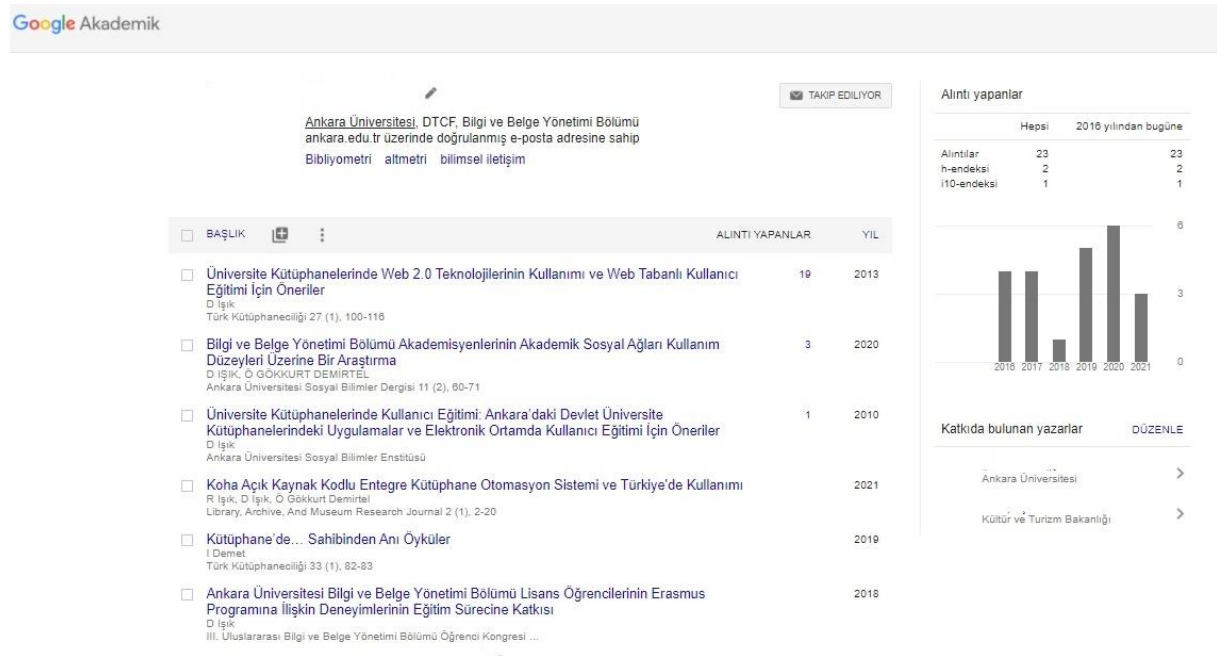 Google Akademik
TAKIP EDILIYOR
Ankara Üniversitesi, DTCF, Bilgi ve Belge Yönetimi Bölümü
ankara.edu.tr üzerinde doğrulanmış e-posta adresine sahip
Bibliyometri altmetri bilimsel iletişim
BAŞLIK ALINTI YAPANLAR YIL
Üniversite Kütüphanelerinde Web 2.0 Teknolojilerinin Kullanımı ve Web Tabanlı Kullanıcı 19 2013
Eğitimi İçin Öneriler
D Işık
Türk Kütüphaneciliği 27 (1), 100-116
Bilgi ve Belge Yönetimi Bölümü Akademisyenlerinin Akademik Sosyal Ağları Kullanım 3 2020
Düzeyleri Üzerine Bir Araştırma
D IŞIK, Ö GÖKKURT DEMİRTEL
Ankara Üniversitesi Sosyal Bilimler Dergisi 11 (2), 60-71
Üniversite Kütüphanelerinde Kullanıcı Eğitimi: Ankara'daki Devlet Üniversite 1 2010
Kütüphanelerindeki Uygulamalar ve Elektronik Ortamda Kullanıcı Eğitimi İçin Öneriler
D Işık
Ankara Üniversitesi Sosyal Bilimler Enstitüsü
Koha Açık Kaynak Kodlu Entegre Kütüphane Otomasyon Sistemi ve Türkiye'de Kullanımı 2021
R Işık, D Işık, Ö Gökkurt Demirtel
Library, Archive, And Museum Research Journal 2 (1), 2-20
Kütüphane'de… Sahibinden Anı Öyküler 2019
I Demet
Türk Kütüphaneciliği 33 (1), 82-83
Ankara Üniversitesi Bilgi ve Belge Yönetimi Bölümü Lisans Öğrencilerinin Erasmus 2018
Programına İlişkin Deneyimlerinin Eğitim Sürecine Katkısı
D Işık
III. Uluslararası Bilgi ve Belge Yönetimi Bölümü Öğrenci Kongresi ...
Alıntı yapanlar
Hepsi 2016 yılından bugüne
Alıntılar 23 23
h-endeksi 2 2
i10-endeksi 1 1
6
3
0
2016 2017 2018 2019 2020 2021
Katkıda bulunan yazarlar DÜZENLE
Ankara Üniversitesi
Kültür ve Turizm Bakanlığı